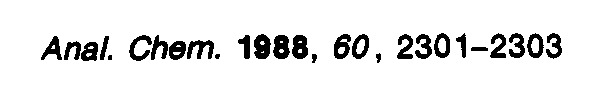 Anal. Chem. 1988, 60, 2301–2303